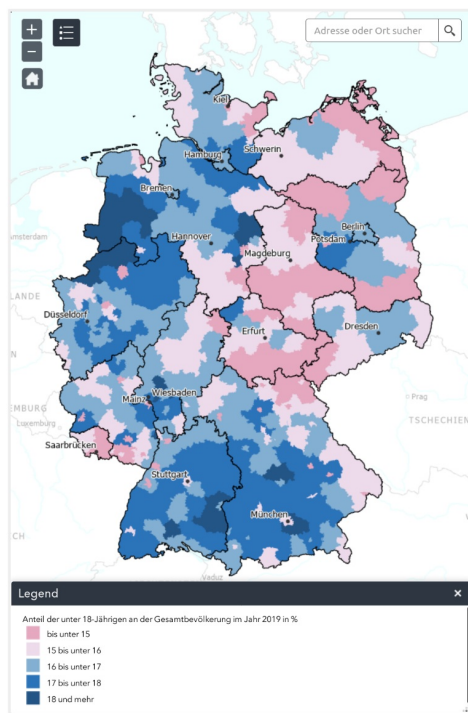 +
−
Adresse oder Ort sucher
Kiel
Schwerin
Hamburg
Bremen
Amsterdam
Berlin
Hannover
Potsdam
Magdeburg
LANDE
Düsseldorf
Erfurt
Dresden
Prag
Wiesbaden
Mainz
MBURG
Luxemburg
TSCHECHIEN
Saarbrücken
Stuttgart
München
CH
Vaduz
Legend ×
Anteil der unter 18-Jährigen an der Gesamtbevölkerung im Jahr 2019 in %
bis unter 15
15 bis unter 16
16 bis unter 17
17 bis unter 18
18 und mehr